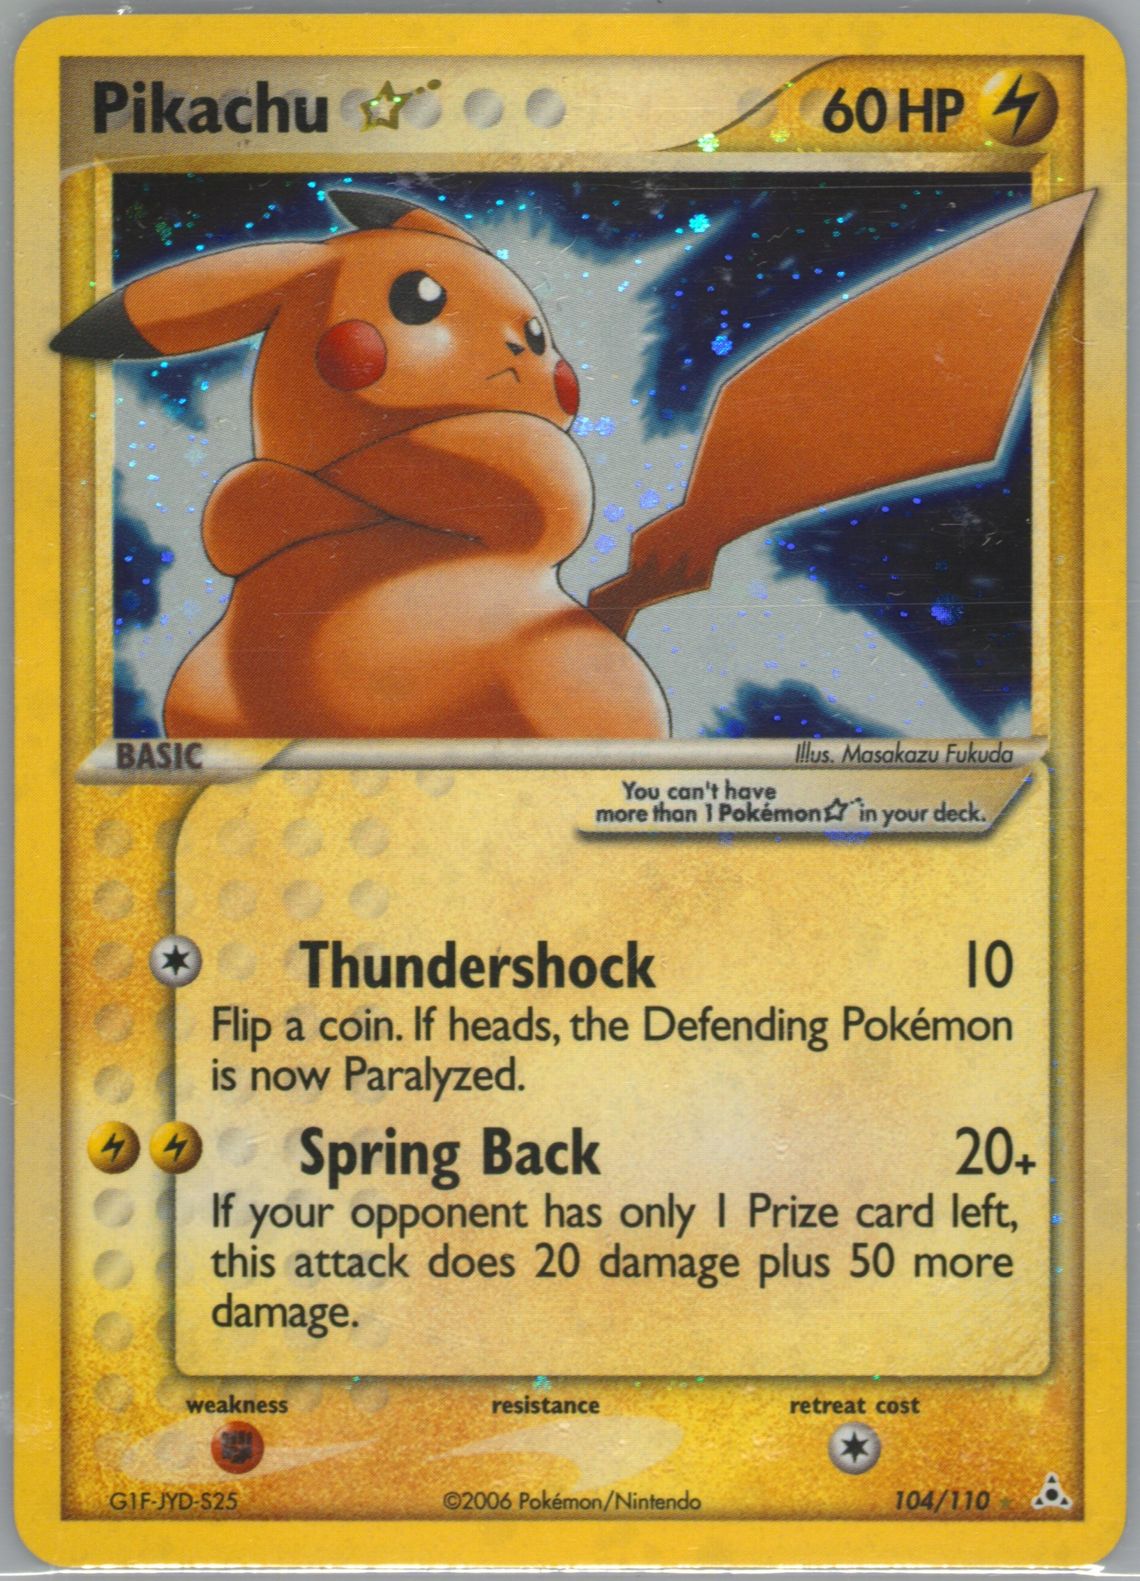 Pikachu ☆ 60 HP
BASIC
Illus. Masakazu Fukuda
You can't have
more than 1 Pokémon☆ in your deck.
Thundershock 10
Flip a coin. If heads, the Defending Pokémon
is now Paralyzed.
Spring Back 20+
If your opponent has only 1 Prize card left,
this attack does 20 damage plus 50 more
damage.
weakness resistance retreat cost
G1F-JYD-S25 ©2006 Pokémon/Nintendo 104/110 ★